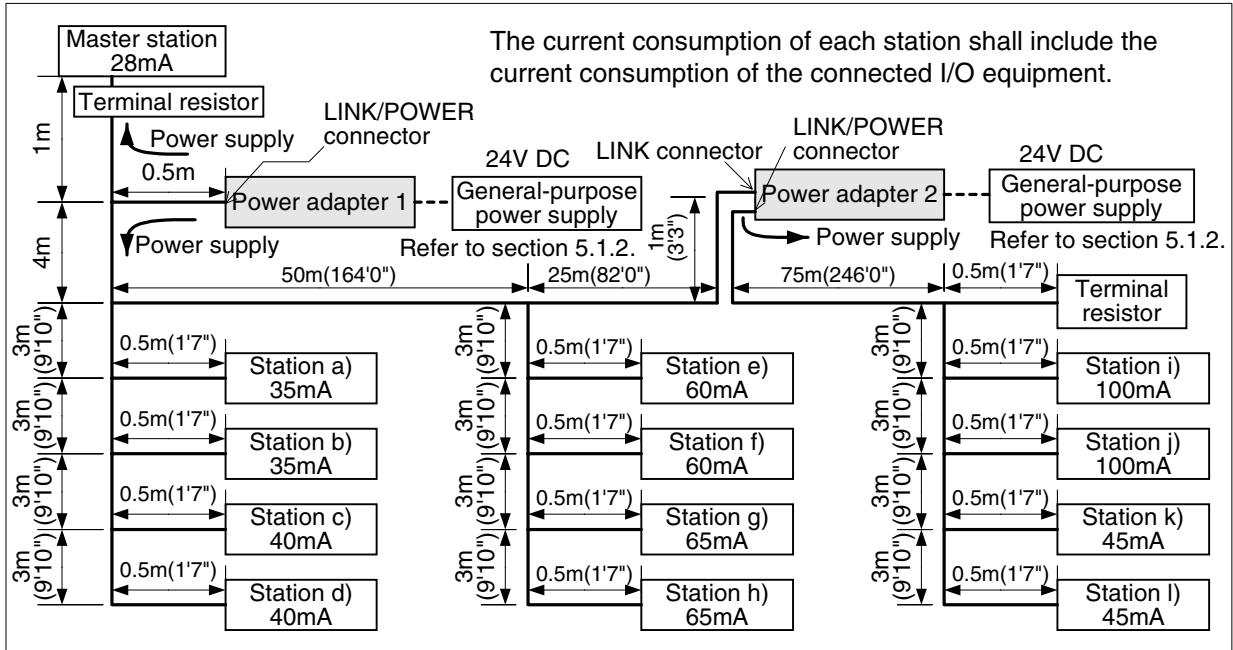 Master station
28mA
The current consumption of each station shall include the
current consumption of the connected I/O equipment.
Terminal resistor
LINK/POWER
connector
Power supply
1m
0.5m
24V DC
General-purpose
power supply
Power adapter 1
LINK connector
LINK/POWER
connector
Power adapter 2
24V DC
General-purpose
power supply
Power supply
4m
Refer to section 5.1.2.
1m
(3'3")
Power supply
Refer to section 5.1.2.
50m(164'0")
25m(82'0")
75m(246'0")
0.5m(1'7")
Terminal
resistor
3m
(9'10")
0.5m(1'7")
Station a)
35mA
3m
(9'10")
0.5m(1'7")
Station b)
35mA
3m
(9'10")
0.5m(1'7")
Station c)
40mA
3m
(9'10")
0.5m(1'7")
Station d)
40mA
3m
(9'10")
0.5m(1'7")
Station e)
60mA
3m
(9'10")
0.5m(1'7")
Station f)
60mA
3m
(9'10")
0.5m(1'7")
Station g)
65mA
3m
(9'10")
0.5m(1'7")
Station h)
65mA
3m
(9'10")
0.5m(1'7")
Station i)
100mA
3m
(9'10")
0.5m(1'7")
Station j)
100mA
3m
(9'10")
0.5m(1'7")
Station k)
45mA
3m
(9'10")
0.5m(1'7")
Station l)
45mA